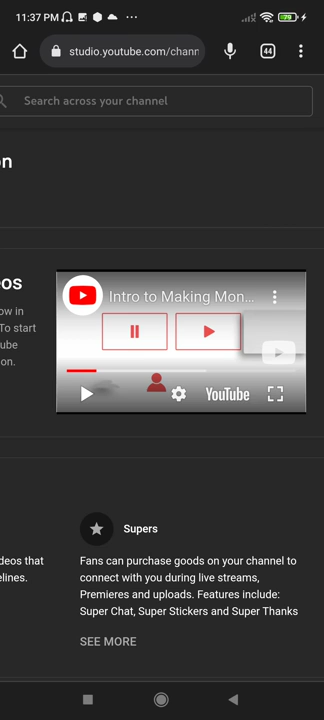 11:37 PM
79
studio.youtube.com/chann
44
Search across your channel
on
eos
ow in
To start
ube
on.
Intro to Making Mon...
YouTube
Supers
deos that
elines.
Fans can purchase goods on your channel to
connect with you during live streams,
Premieres and uploads. Features include:
Super Chat, Super Stickers and Super Thanks
SEE MORE